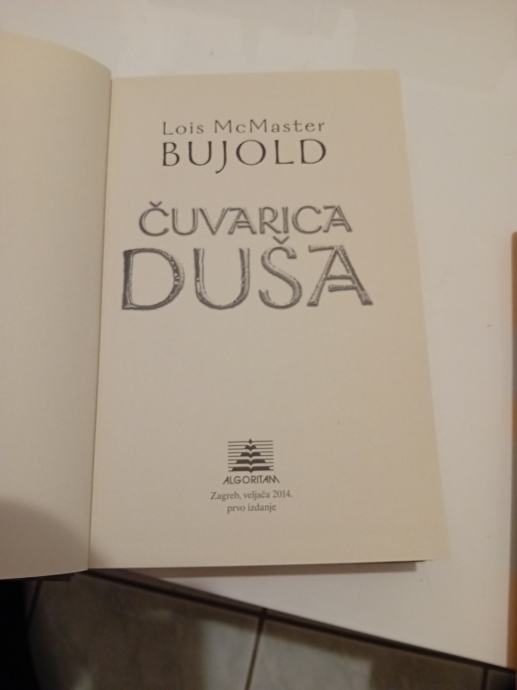 Lois McMaster
BUJOLD
ČUVARICA
DUŠA
ALGORITAM
Zagreb, veljača 2014.
prvo izdanje